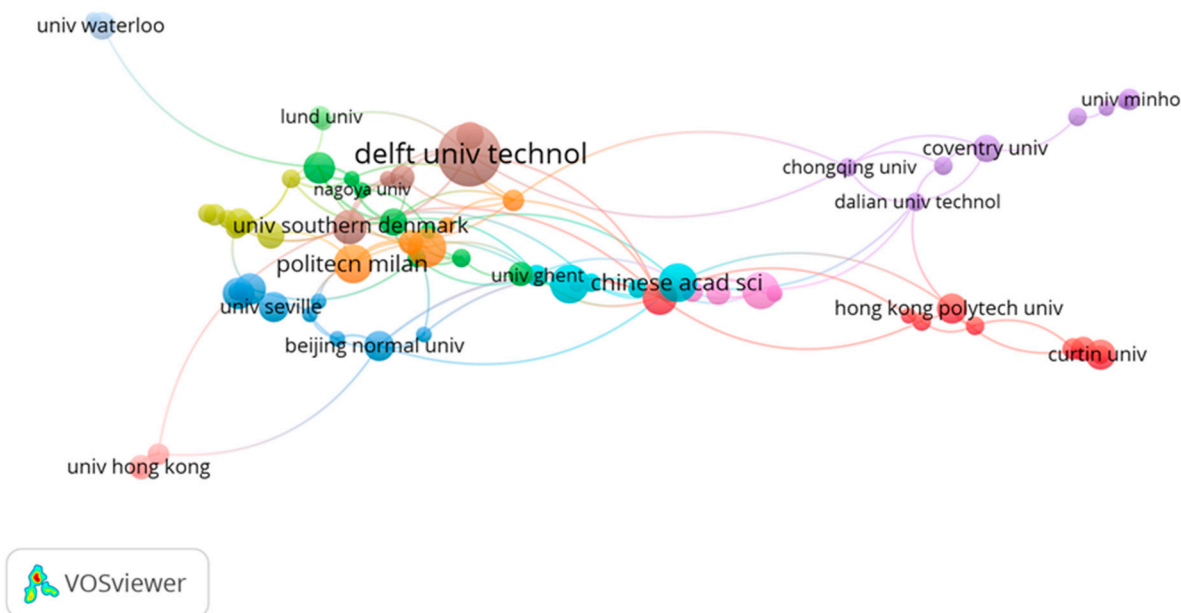 univ waterloo
univ minho
lund univ
delft univ technol
coventry univ
chongqing univ
nagoya univ
dalian univ technol
univ southern denmark
politecn milan
univ ghent
chinese acad sci
univ seville
hong kong polytech univ
beijing normal univ
curtin univ
univ hong kong
VOSviewer